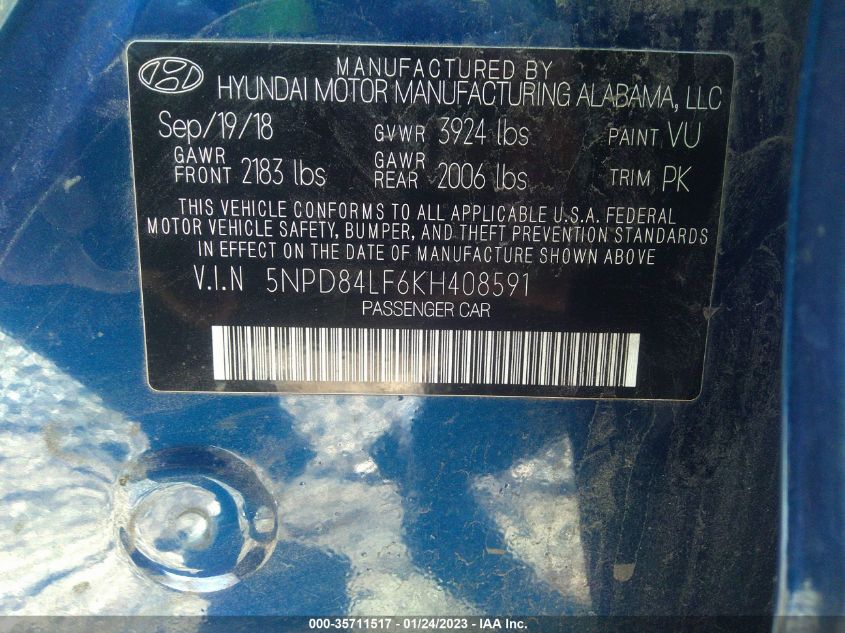 MANUFACTURED BY
HYUNDAI MOTOR MANUFACTURING ALABAMA, LLC
Sep/19/18 GVWR 3924 lbs PAINT VU
GAWR FRONT 2183 lbs GAWR REAR 2006 lbs TRIM PK
THIS VEHICLE CONFORMS TO ALL APPLICABLE U.S.A. FEDERAL
MOTOR VEHICLE SAFETY, BUMPER, AND THEFT PREVENTION STANDARDS
IN EFFECT ON THE DATE OF MANUFACTURE SHOWN ABOVE
V.I.N 5NPD84LF6KH408591
PASSENGER CAR
000-35711517 - 01/24/2023 - IAA Inc.